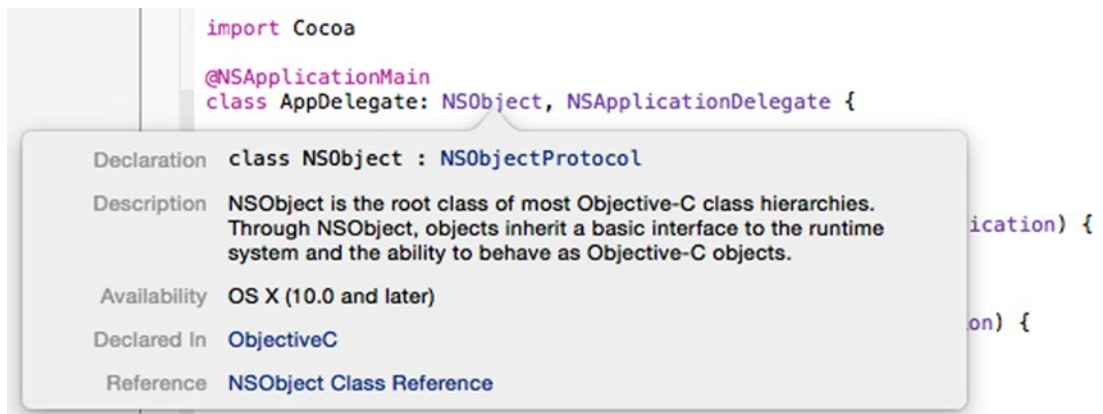 import Cocoa
@NSApplicationMain
class AppDelegate: NSObject, NSApplicationDelegate {
Declaration class NSObject : NSObjectProtocol
Description NSObject is the root class of most Objective-C class hierarchies.
Through NSObject, objects inherit a basic interface to the runtime
system and the ability to behave as Objective-C objects.
ication) {
Availability OS X (10.0 and later)
on) {
Declared In ObjectiveC
Reference NSObject Class Reference